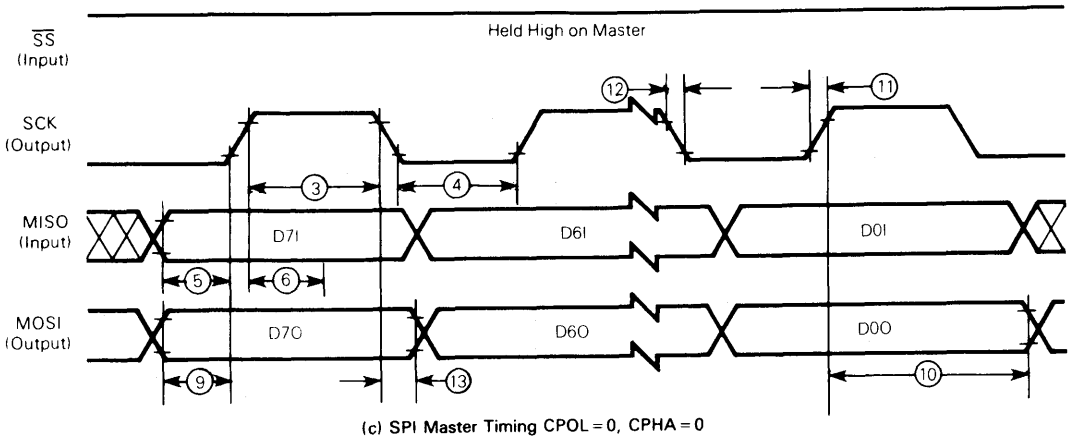 Held High on Master
SS
(Input)
12
11
SCK
(Output)
3
4
MISO
(Input)
D7I
D6I
D0I
5
6
MOSI
(Output)
D7O
D6O
D0O
9
13
10
(c) SPI Master Timing CPOL = 0, CPHA = 0